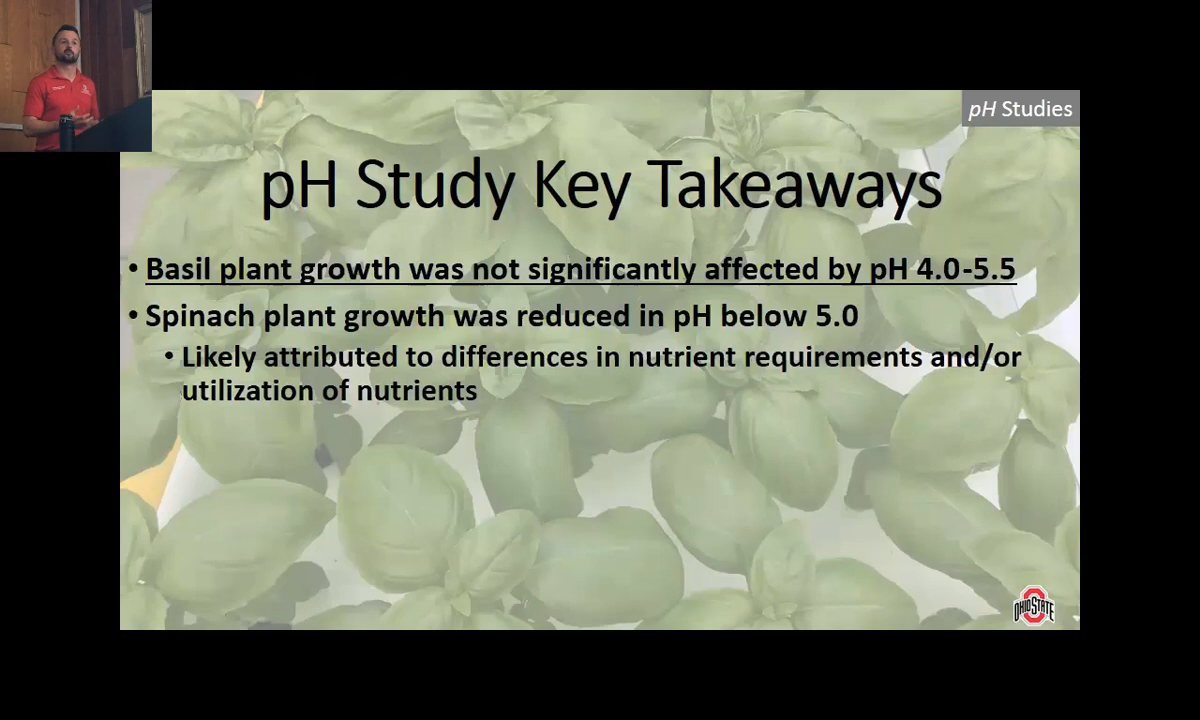 pH Studies
pH Study Key Takeaways
• Basil plant growth was not significantly affected by pH 4.0-5.5
• Spinach plant growth was reduced in pH below 5.0
• Likely attributed to differences in nutrient requirements and/or
utilization of nutrients
OHIO STATE